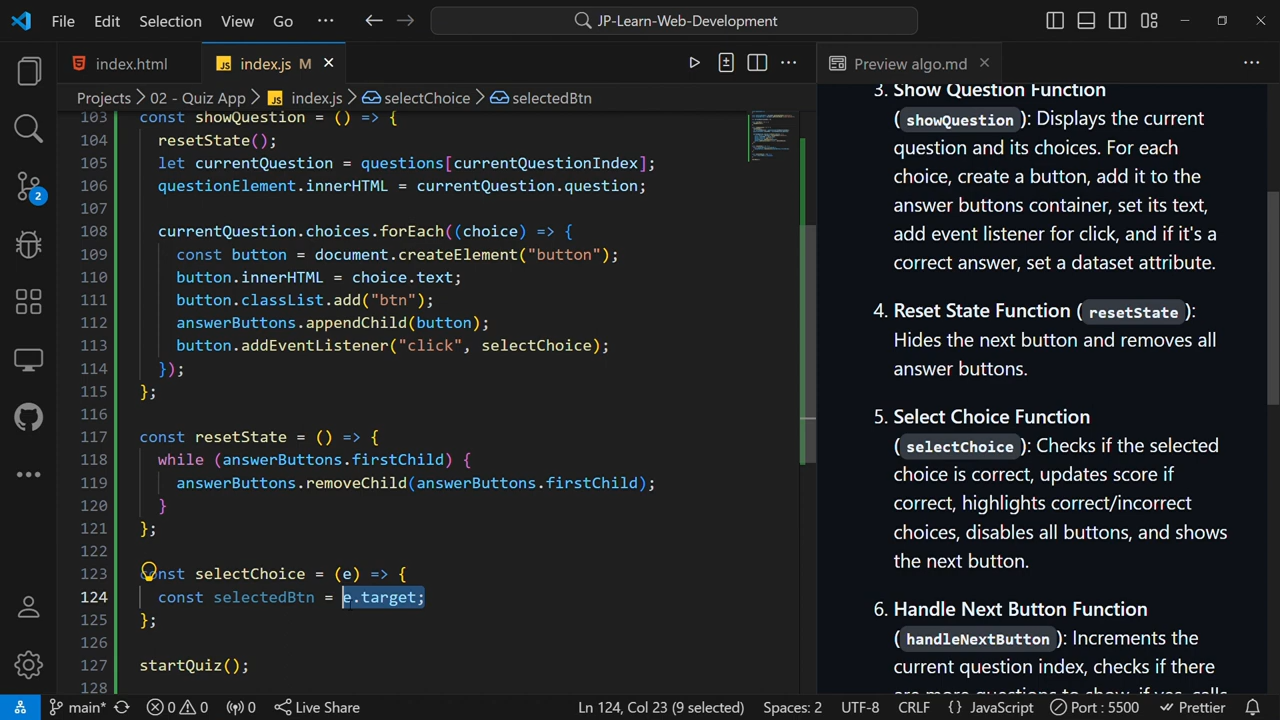 File Edit Selection View Go ··· JP-Learn-Web-Development
index.html
index.js M
Preview algo.md
Projects > 02 - Quiz App > index.js > selectChoice > selectedBtn
103 const showQuestion = () => {
104 resetState();
105 let currentQuestion = questions[currentQuestionIndex];
106 questionElement.innerHTML = currentQuestion.question;
107
108 currentQuestion.choices.forEach((choice) => {
109 const button = document.createElement("button");
110 button.innerHTML = choice.text;
111 button.classList.add("btn");
112 answerButtons.appendChild(button);
113 button.addEventListener("click", selectChoice);
114 });
115 };
116
117 const resetState = () => {
118 while (answerButtons.firstChild) {
119 answerButtons.removeChild(answerButtons.firstChild);
120 }
121 };
122
123 const selectChoice = (e) => {
124 const selectedBtn = e.target;
125 };
126
127 startQuiz();
128
3. Show Question Function
(showQuestion): Displays the current
question and its choices. For each
choice, create a button, add it to the
answer buttons container, set its text,
add event listener for click, and if it's a
correct answer, set a dataset attribute.
4. Reset State Function (resetState):
Hides the next button and removes all
answer buttons.
5. Select Choice Function
(selectChoice): Checks if the selected
choice is correct, updates score if
correct, highlights correct/incorrect
choices, disables all buttons, and shows
the next button.
6. Handle Next Button Function
(handleNextButton): Increments the
current question index, checks if there
are more questions to show, if yes, calls
2
main* 0 0 0 Live Share Ln 124, Col 23 (9 selected) Spaces: 2 UTF-8 CRLF {} JavaScript Port : 5500 Prettier